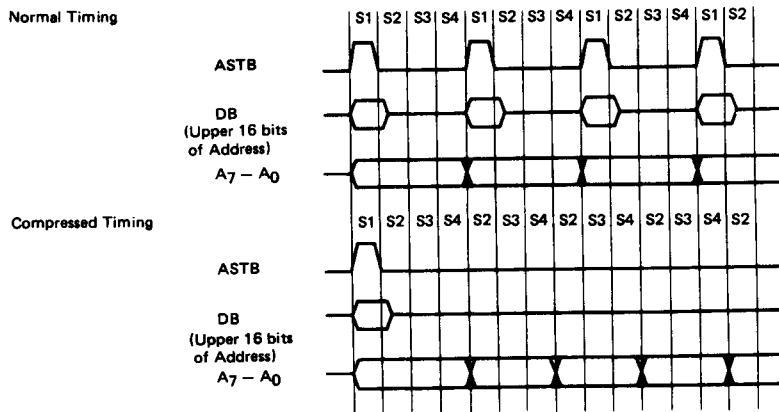 Normal Timing
S1 S2 S3 S4 S1 S2 S3 S4 S1 S2 S3 S4 S1 S2
ASTB
DB
(Upper 16 bits
of Address)
A7 – A0
Compressed Timing
S1 S2 S3 S4 S2 S3 S4 S2 S3 S4 S2 S3 S4 S2
ASTB
DB
(Upper 16 bits
of Address)
A7 – A0